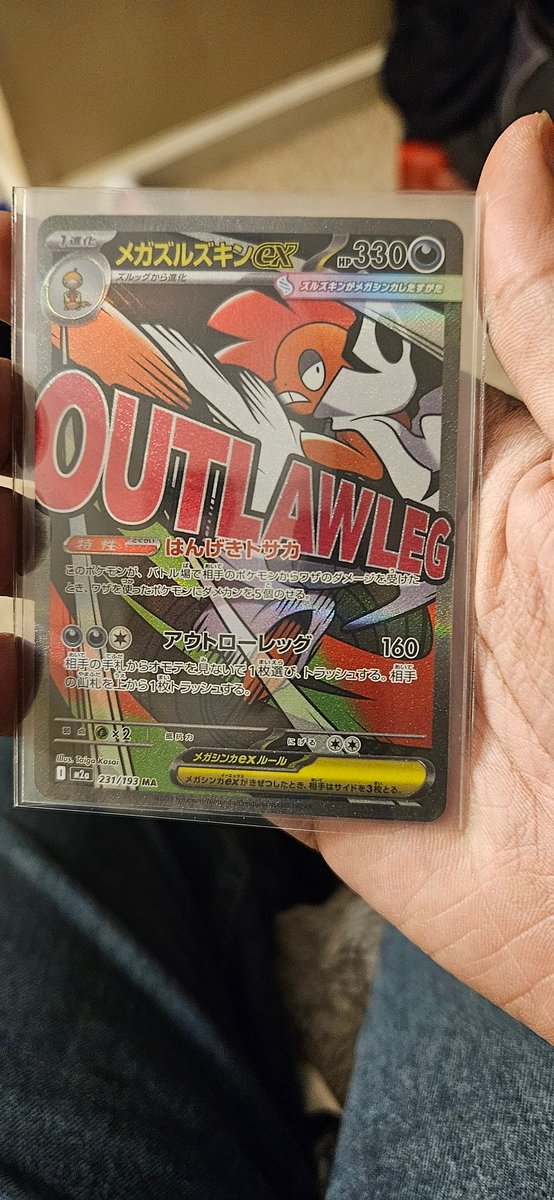 1進化
メガズルズキンex
HP330
ズルッグから進化
ズルズキンがメガシンカしたすがた
OUTLAWLEG
特性 はんげきトサカ
このポケモンが、バトル場で相手のポケモンからワザのダメージを受けた
とき、ワザを使ったポケモンにダメカンを5個のせる。
アウトローレッグ 160
相手の手札からオモテを見ないで1枚選び、トラッシュする。相手
の山札を上から1枚トラッシュする。
弱点 ×2 抵抗力 にげる
メガシンカexルール
メガシンカexがきぜつしたとき、相手はサイドを3枚とる。
Illus. Taiga Kasai
m2a 231/193 MA